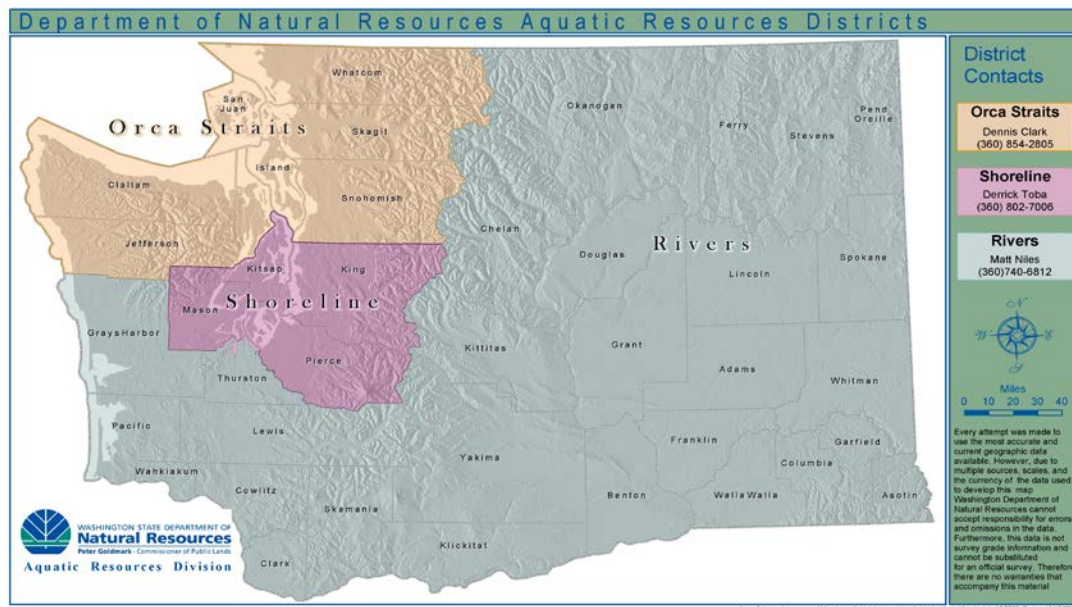 Department of Natural Resources Aquatic Resources Districts
Whatcom
San
Juan
Orca Straits
Skagit
Island
Clallam
Snohomish
Jefferson
Okanogan
Ferry
Stevens
Pend
Oreille
Chelan
Rivers
Douglas
Lincoln
Spokane
Kitsap
King
Shoreline
Mason
GraysHarbor
Pierce
Kittitas
Grant
Adams
Whitman
Thurston
Pacific
Lewis
Yakima
Franklin
Garfield
Columbia
Wahkiakum
Cowlitz
Skamania
Benton
WallaWalla
Asotin
Klickitat
Clark
WASHINGTON STATE DEPARTMENT OF
Natural Resources
Peter Goldmark - Commissioner of Public Lands
Aquatic Resources Division
District
Contacts
Orca Straits
Dennis Clark
(360) 854-2805
Shoreline
Derrick Toba
(360) 802-7006
Rivers
Matt Niles
(360)740-6812
N
W E
S
Miles
0 10 20 30 40
Every attempt was made to
use the most accurate and
current geographic data
available. However, due to
multiple sources, scales, and
the currency of the data used
to develop this map
Washington Department of
Natural Resources cannot
accept responsibility for errors
and omissions in the data.
Furthermore, this data is not
survey grade information and
cannot be substituted
for an official survey. Therefore
there are no warranties that
accompany this material